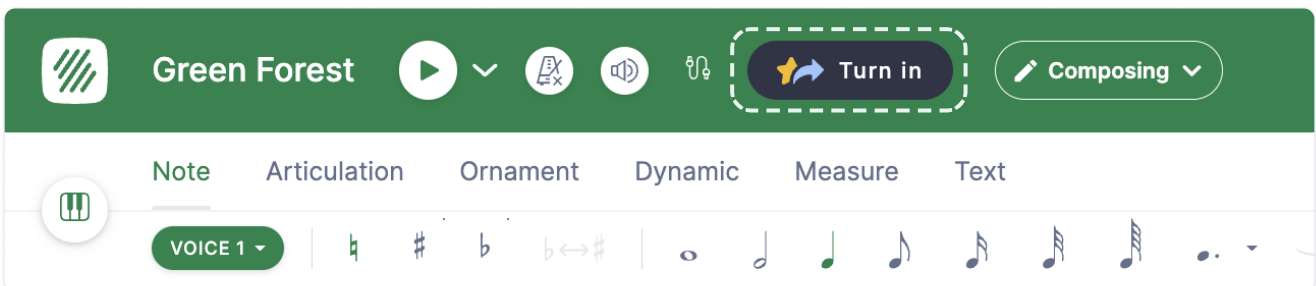 Green Forest Turn in Composing
Note Articulation Ornament Dynamic Measure Text
VOICE 1